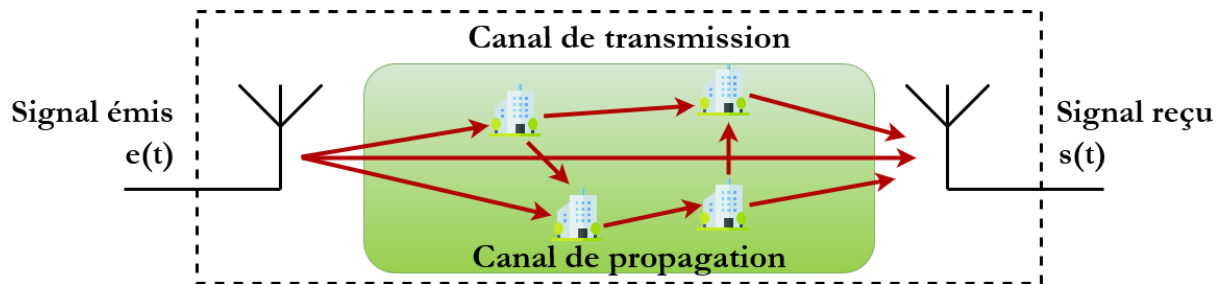 Canal de transmission
Signal émis
e(t)
Signal reçu
s(t)
Canal de propagation